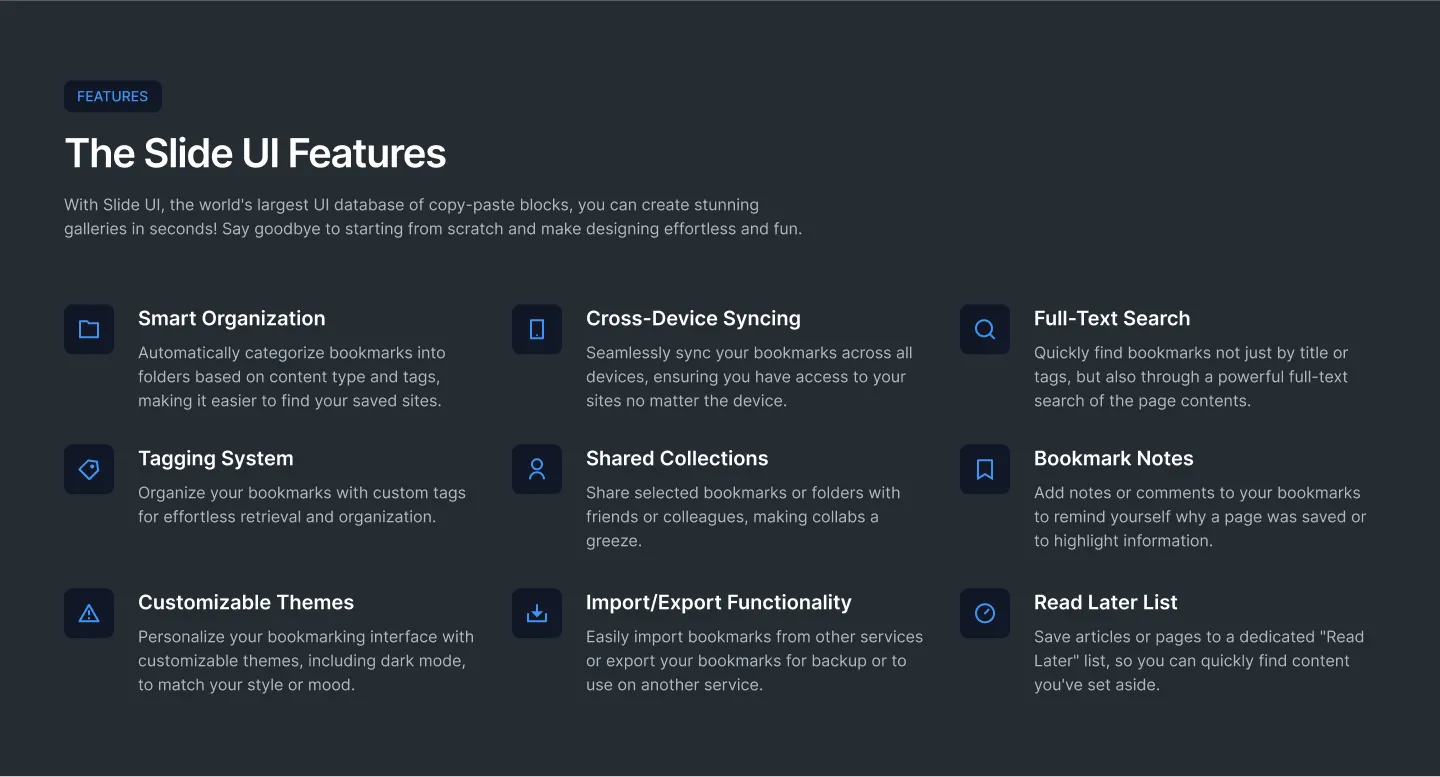 FEATURES
The Slide UI Features
With Slide UI, the world's largest UI database of copy-paste blocks, you can create stunning
galleries in seconds! Say goodbye to starting from scratch and make designing effortless and fun.
Smart Organization
Automatically categorize bookmarks into
folders based on content type and tags,
making it easier to find your saved sites.
Cross-Device Syncing
Seamlessly sync your bookmarks across all
devices, ensuring you have access to your
sites no matter the device.
Full-Text Search
Quickly find bookmarks not just by title or
tags, but also through a powerful full-text
search of the page contents.
Tagging System
Organize your bookmarks with custom tags
for effortless retrieval and organization.
Shared Collections
Share selected bookmarks or folders with
friends or colleagues, making collabs a
greeze.
Bookmark Notes
Add notes or comments to your bookmarks
to remind yourself why a page was saved or
to highlight information.
Customizable Themes
Personalize your bookmarking interface with
customizable themes, including dark mode,
to match your style or mood.
Import/Export Functionality
Easily import bookmarks from other services
or export your bookmarks for backup or to
use on another service.
Read Later List
Save articles or pages to a dedicated "Read
Later" list, so you can quickly find content
you've set aside.